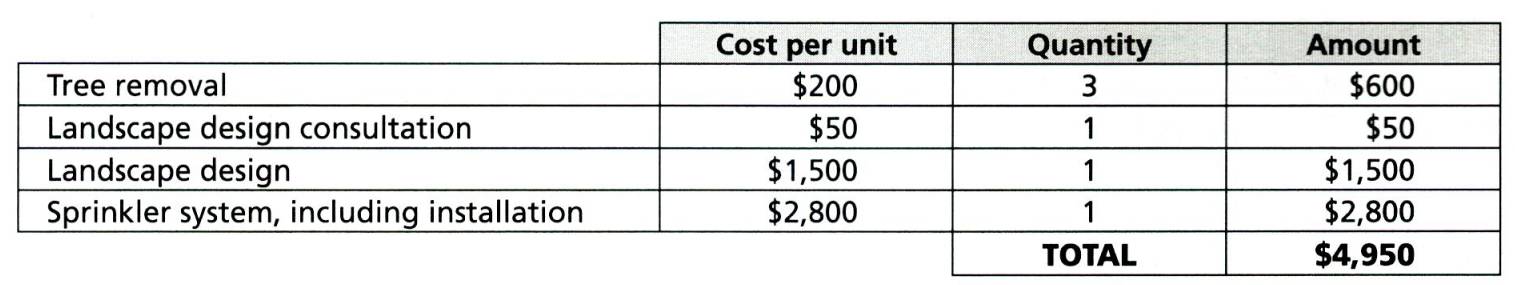 Cost per unit Quantity Amount
Tree removal $200 3 $600
Landscape design consultation $50 1 $50
Landscape design $1,500 1 $1,500
Sprinkler system, including installation $2,800 1 $2,800
TOTAL $4,950